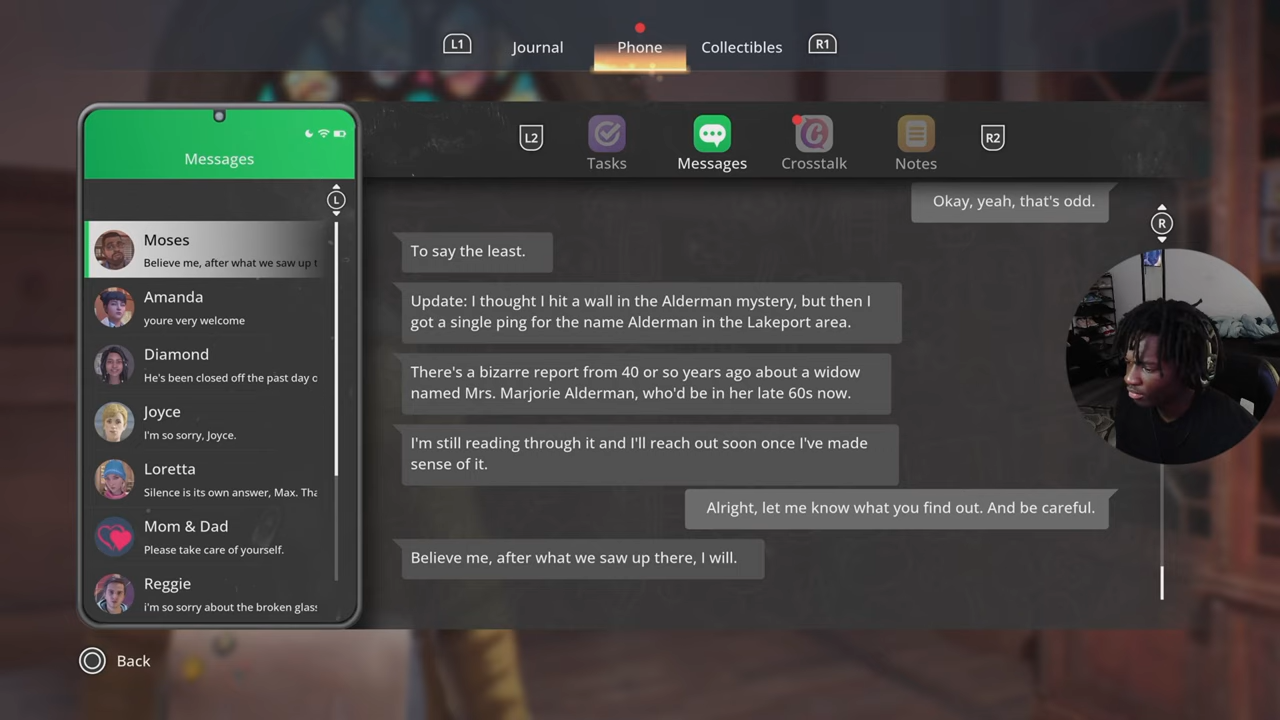 L1
Journal
Phone
Collectibles
R1
Messages
L
Moses
Believe me, after what we saw up t
Amanda
youre very welcome
Diamond
He's been closed off the past day o
Joyce
I'm so sorry, Joyce.
Loretta
Silence is its own answer, Max. Tha
Mom & Dad
Please take care of yourself.
Reggie
i'm so sorry about the broken glass
L2
Tasks
Messages
Crosstalk
Notes
R2
R
Okay, yeah, that's odd.
To say the least.
Update: I thought I hit a wall in the Alderman mystery, but then I
got a single ping for the name Alderman in the Lakeport area.
There's a bizarre report from 40 or so years ago about a widow
named Mrs. Marjorie Alderman, who'd be in her late 60s now.
I'm still reading through it and I'll reach out soon once I've made
sense of it.
Alright, let me know what you find out. And be careful.
Believe me, after what we saw up there, I will.
Back